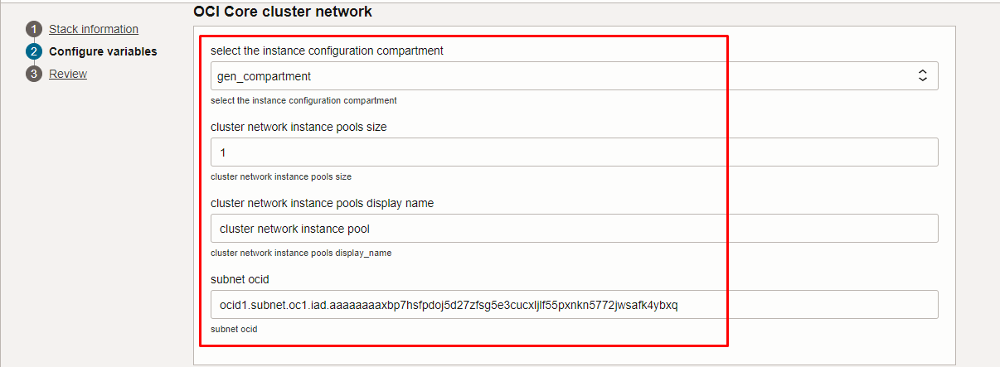 OCI Core cluster network
1 Stack information
2 Configure variables
3 Review
select the instance configuration compartment
gen_compartment
select the instance configuration compartment
cluster network instance pools size
1
cluster network instance pools size
cluster network instance pools display name
cluster network instance pool
cluster network instance pools display_name
subnet ocid
ocid1.subnet.oc1.iad.aaaaaaaaxbp7hsfpdoj5d27zfsg5e3cucxljlf55pxnkn5772jwsafk4ybxq
subnet ocid